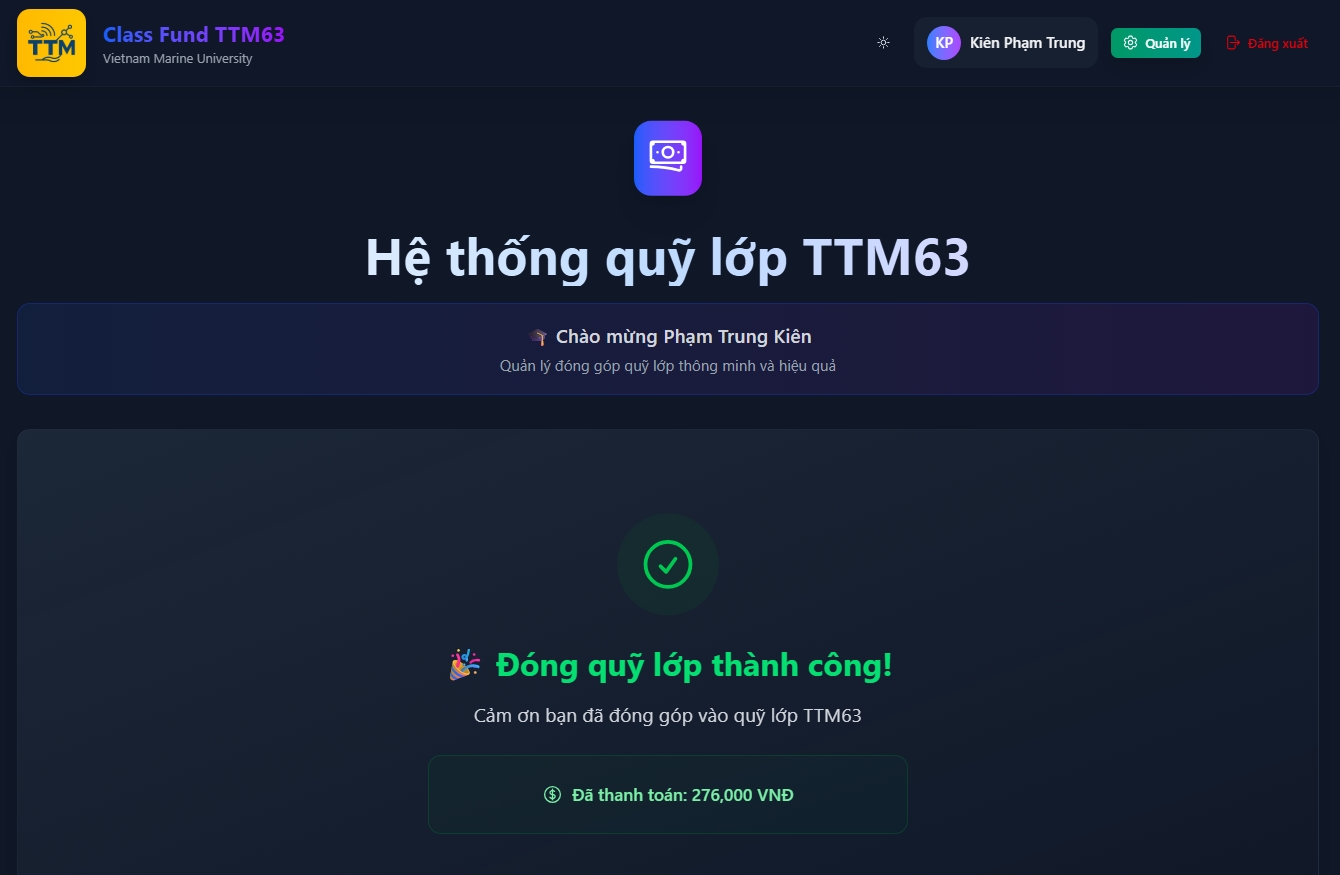 TTM
Class Fund TTM63
Vietnam Marine University
KP
Kiên Phạm Trung
Quản lý
Đăng xuất
Hệ thống quỹ lớp TTM63
🎓 Chào mừng Phạm Trung Kiên
Quản lý đóng góp quỹ lớp thông minh và hiệu quả
🎉 Đóng quỹ lớp thành công!
Cảm ơn bạn đã đóng góp vào quỹ lớp TTM63
Đã thanh toán: 276,000 VNĐ